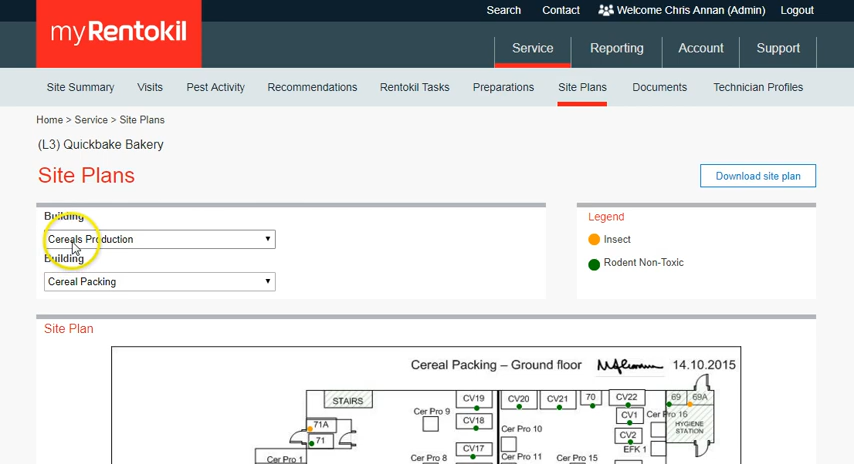 Search Contact Welcome Chris Annan (Admin) Logout
myRentokil
Service Reporting Account Support
Site Summary Visits Pest Activity Recommendations Rentokil Tasks Preparations Site Plans Documents Technician Profiles
Home > Service > Site Plans
(L3) Quickbake Bakery
Site Plans
Download site plan
Building
Cereals Production
Building
Cereal Packing
Legend
Insect
Rodent Non-Toxic
Site Plan
Cereal Packing – Ground floor 14.10.2015
STAIRS
CV19
CV20
CV21
70
CV22
69
69A
Cer Pro 9
CV18
CV1
Cer Pro 16
71A
71
Cer Pro 10
CV2
HYGIENE
STATION
CV17
EFK 1
Cer Pro 1
Cer Pro 8
Cer Pro 11
Cer Pro 15